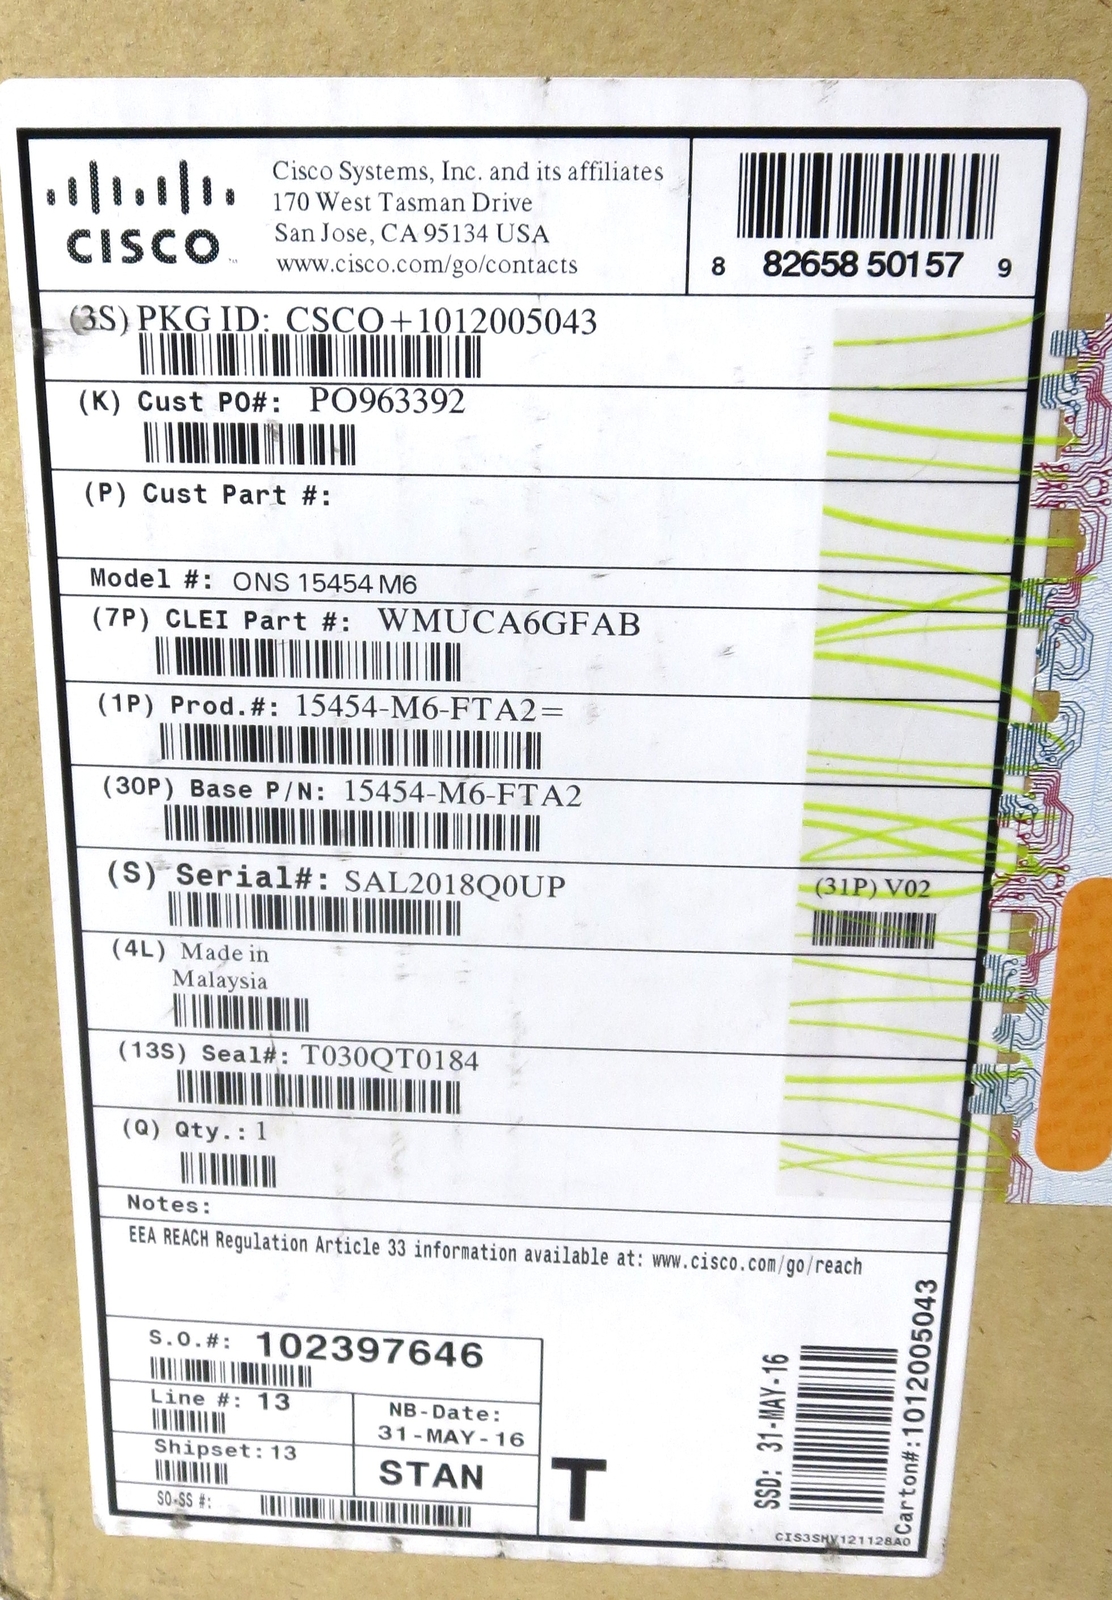 CISCO
Cisco Systems, Inc. and its affiliates
170 West Tasman Drive
San Jose, CA 95134 USA
www.cisco.com/go/contacts
8 82658 50157 9
(3S) PKG ID: CSCO+1012005043
(K) Cust PO#: PO963392
(P) Cust Part #:
Model #: ONS 15454 M6
(7P) CLEI Part #: WMUCA6GFAB
(1P) Prod.#: 15454-M6-FTA2=
(30P) Base P/N: 15454-M6-FTA2
(S) Serial#: SAL2018Q0UP
(31P) V02
(4L) Made in
Malaysia
(13S) Seal#: T030QT0184
(Q) Qty.: 1
Notes:
EEA REACH Regulation Article 33 information available at: www.cisco.com/go/reach
S.O.#: 102397646
Line #: 13
NB-Date:
31-MAY-16
Shipset: 13
STAN
SO-SS #:
T
SSD: 31-MAY-16
Carton#:1012005043
CIS3SHV121128A0